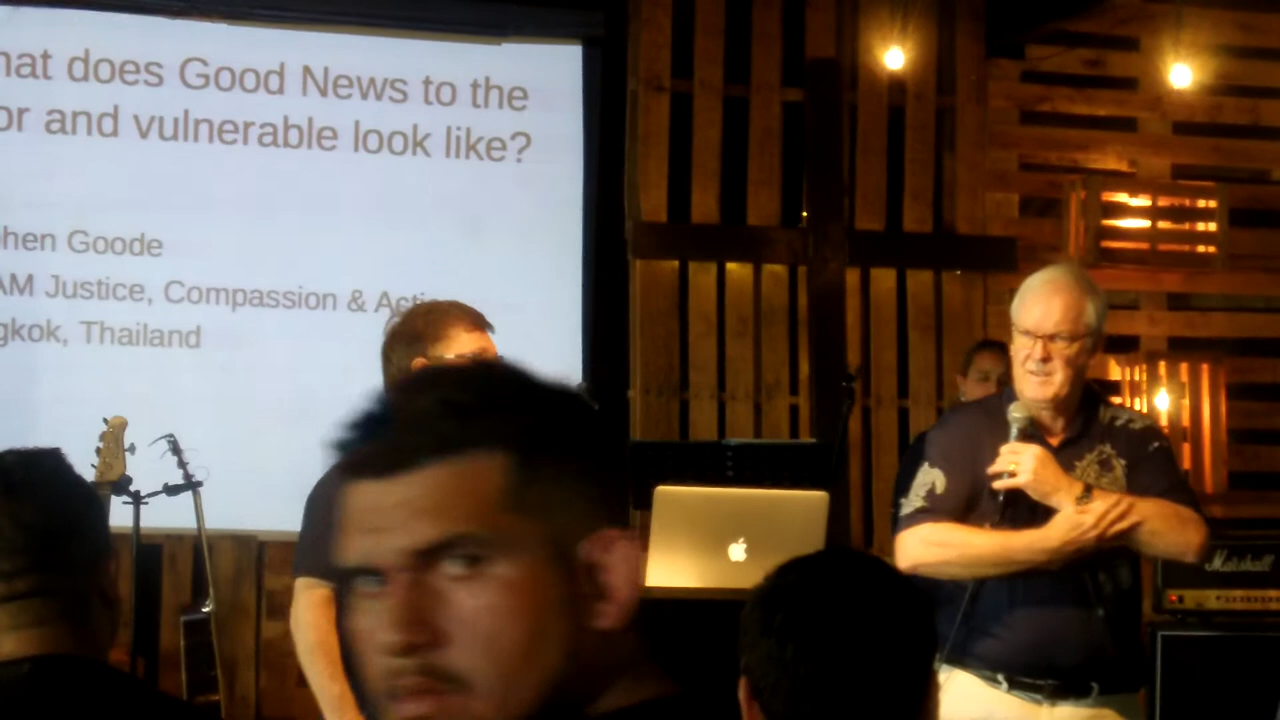 hat does Good News to the
or and vulnerable look like?
hen Goode
AM Justice, Compassion & Acti
gkok, Thailand
Marshall